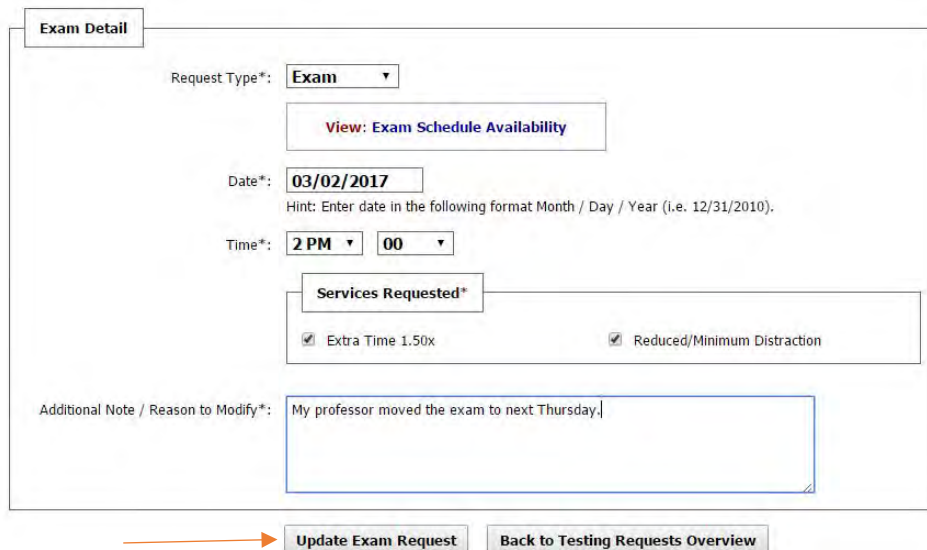 Exam Detail
Request Type*: Exam
View: Exam Schedule Availability
Date*: 03/02/2017
Hint: Enter date in the following format Month / Day / Year (i.e. 12/31/2010).
Time*: 2 PM 00
Services Requested*
Extra Time 1.50x Reduced/Minimum Distraction
Additional Note / Reason to Modify*: My professor moved the exam to next Thursday.
Update Exam Request Back to Testing Requests Overview